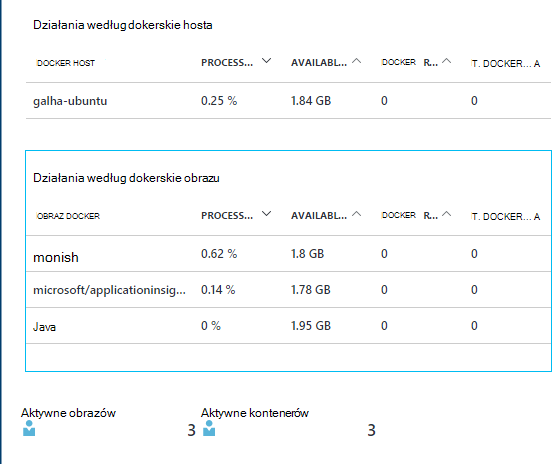 Działania według dokerskie hosta
DOCKER HOST PROCESS... AVAILABL... DOCKER R... T. DOCKER... A
galha-ubuntu 0.25 % 1.84 GB 0 0
Działania według dokerskie obrazu
OBRAZ DOCKER PROCESS... AVAILABL... DOCKER R... T. DOCKER... A
monish 0.62 % 1.8 GB 0 0
microsoft/applicationinsig... 0.14 % 1.78 GB 0 0
Java 0 % 1.95 GB 0 0
Aktywne obrazów Aktywne kontenerów
3 3